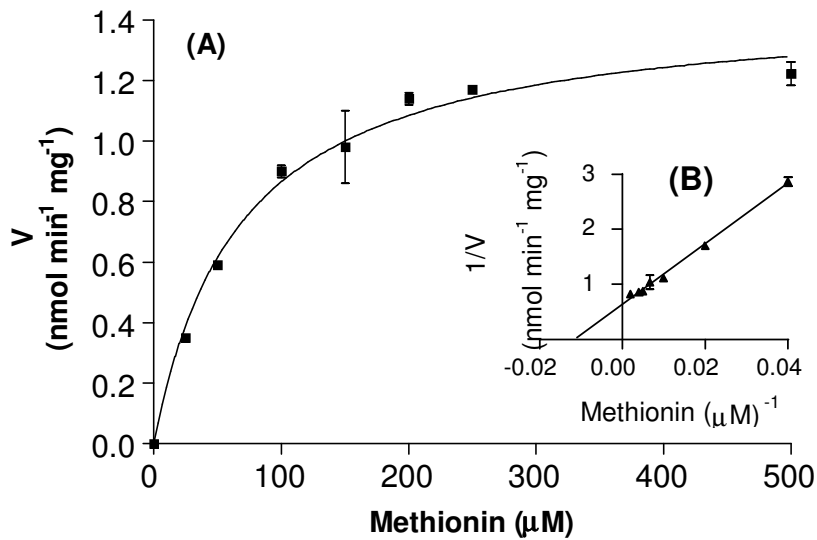 (A)
V
(nmol min⁻¹ mg⁻¹)
1.4
1.2
1.0
0.8
0.6
0.4
0.2
0.0
0 100 200 300 400 500
Methionin (μM)
(B)
1/V
(nmol min⁻¹ mg⁻¹)
3
2
1
-0.02 0.00 0.02 0.04
Methionin (μM)⁻¹